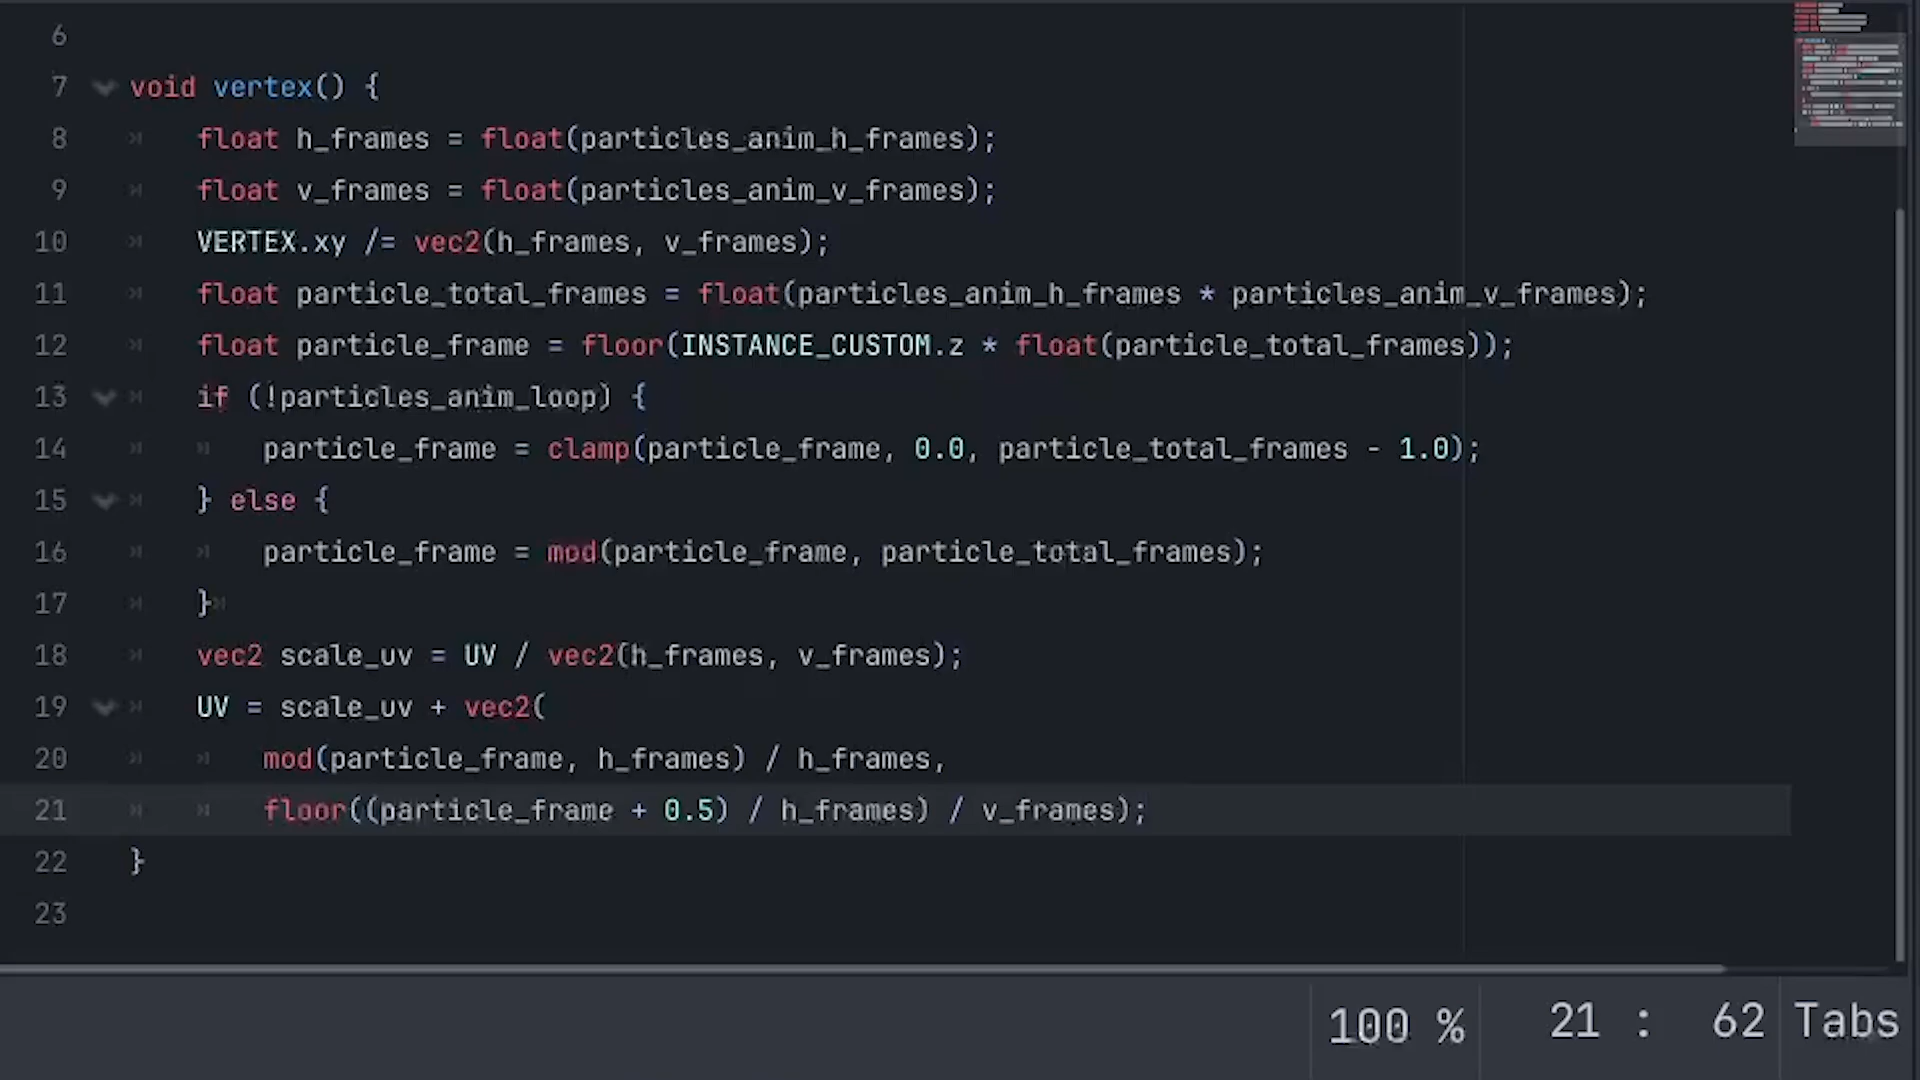 6
7 void vertex() {
8 float h_frames = float(particles_anim_h_frames);
9 float v_frames = float(particles_anim_v_frames);
10 VERTEX.xy /= vec2(h_frames, v_frames);
11 float particle_total_frames = float(particles_anim_h_frames * particles_anim_v_frames);
12 float particle_frame = floor(INSTANCE_CUSTOM.z * float(particle_total_frames));
13 if (!particles_anim_loop) {
14 particle_frame = clamp(particle_frame, 0.0, particle_total_frames - 1.0);
15 } else {
16 particle_frame = mod(particle_frame, particle_total_frames);
17 }
18 vec2 scale_uv = UV / vec2(h_frames, v_frames);
19 UV = scale_uv + vec2(
20 mod(particle_frame, h_frames) / h_frames,
21 floor((particle_frame + 0.5) / h_frames) / v_frames);
22 }
23
100 % 21 : 62 Tabs